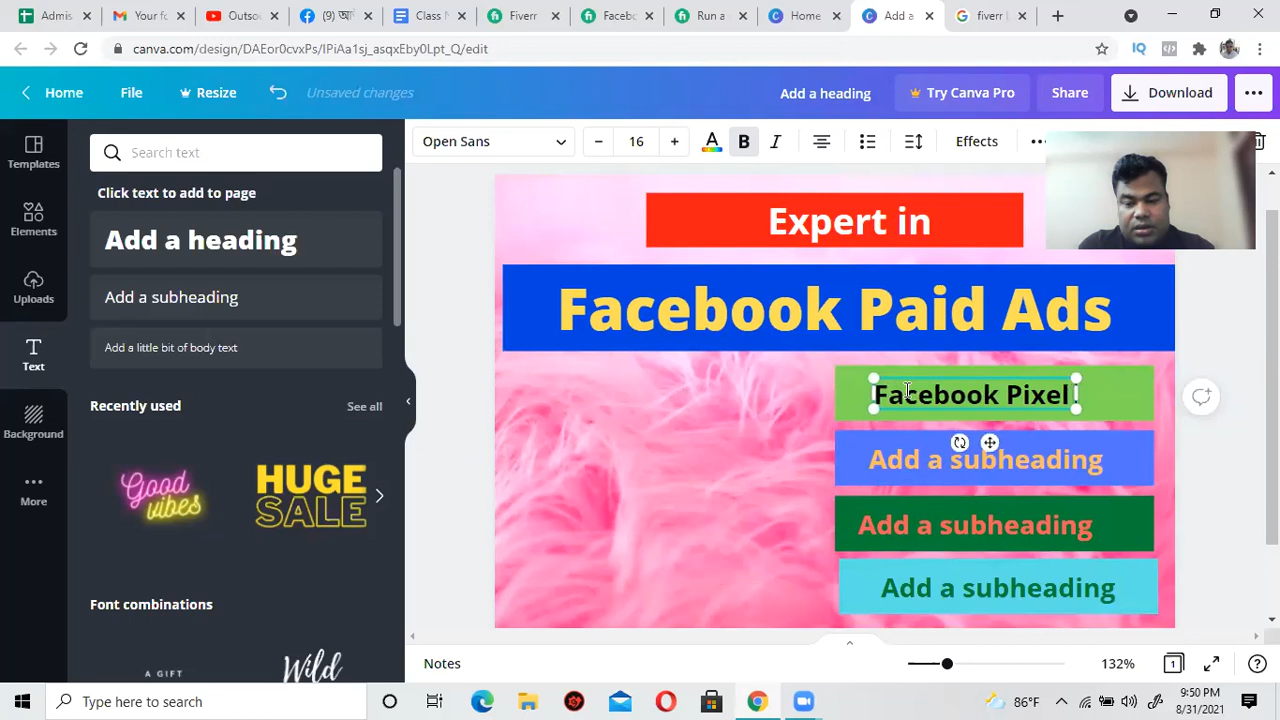 Admis
Your f
Outso
(৯) আ
Class N
Fiverr
Facebo
Run o
Home
Add a
fiverr l
canva.com/design/DAEor0cvxPs/IPiAa1sj_asqxEby0Lpt_Q/edit
IQ
Home
File
Resize
Unsaved changes
Add a heading
Try Canva Pro
Share
Download
Templates
Elements
Uploads
Text
Background
More
Search text
Click text to add to page
Add a heading
Add a subheading
Add a little bit of body text
Recently used
See all
Good
vibes
HUGE
SALE
Font combinations
A GIFT
Wild
Open Sans
16
A
B
I
Effects
Expert in
Facebook Paid Ads
Facebook Pixel
Add a subheading
Add a subheading
Add a subheading
Notes
132%
1
Type here to search
86°F
9:50 PM
8/31/2021